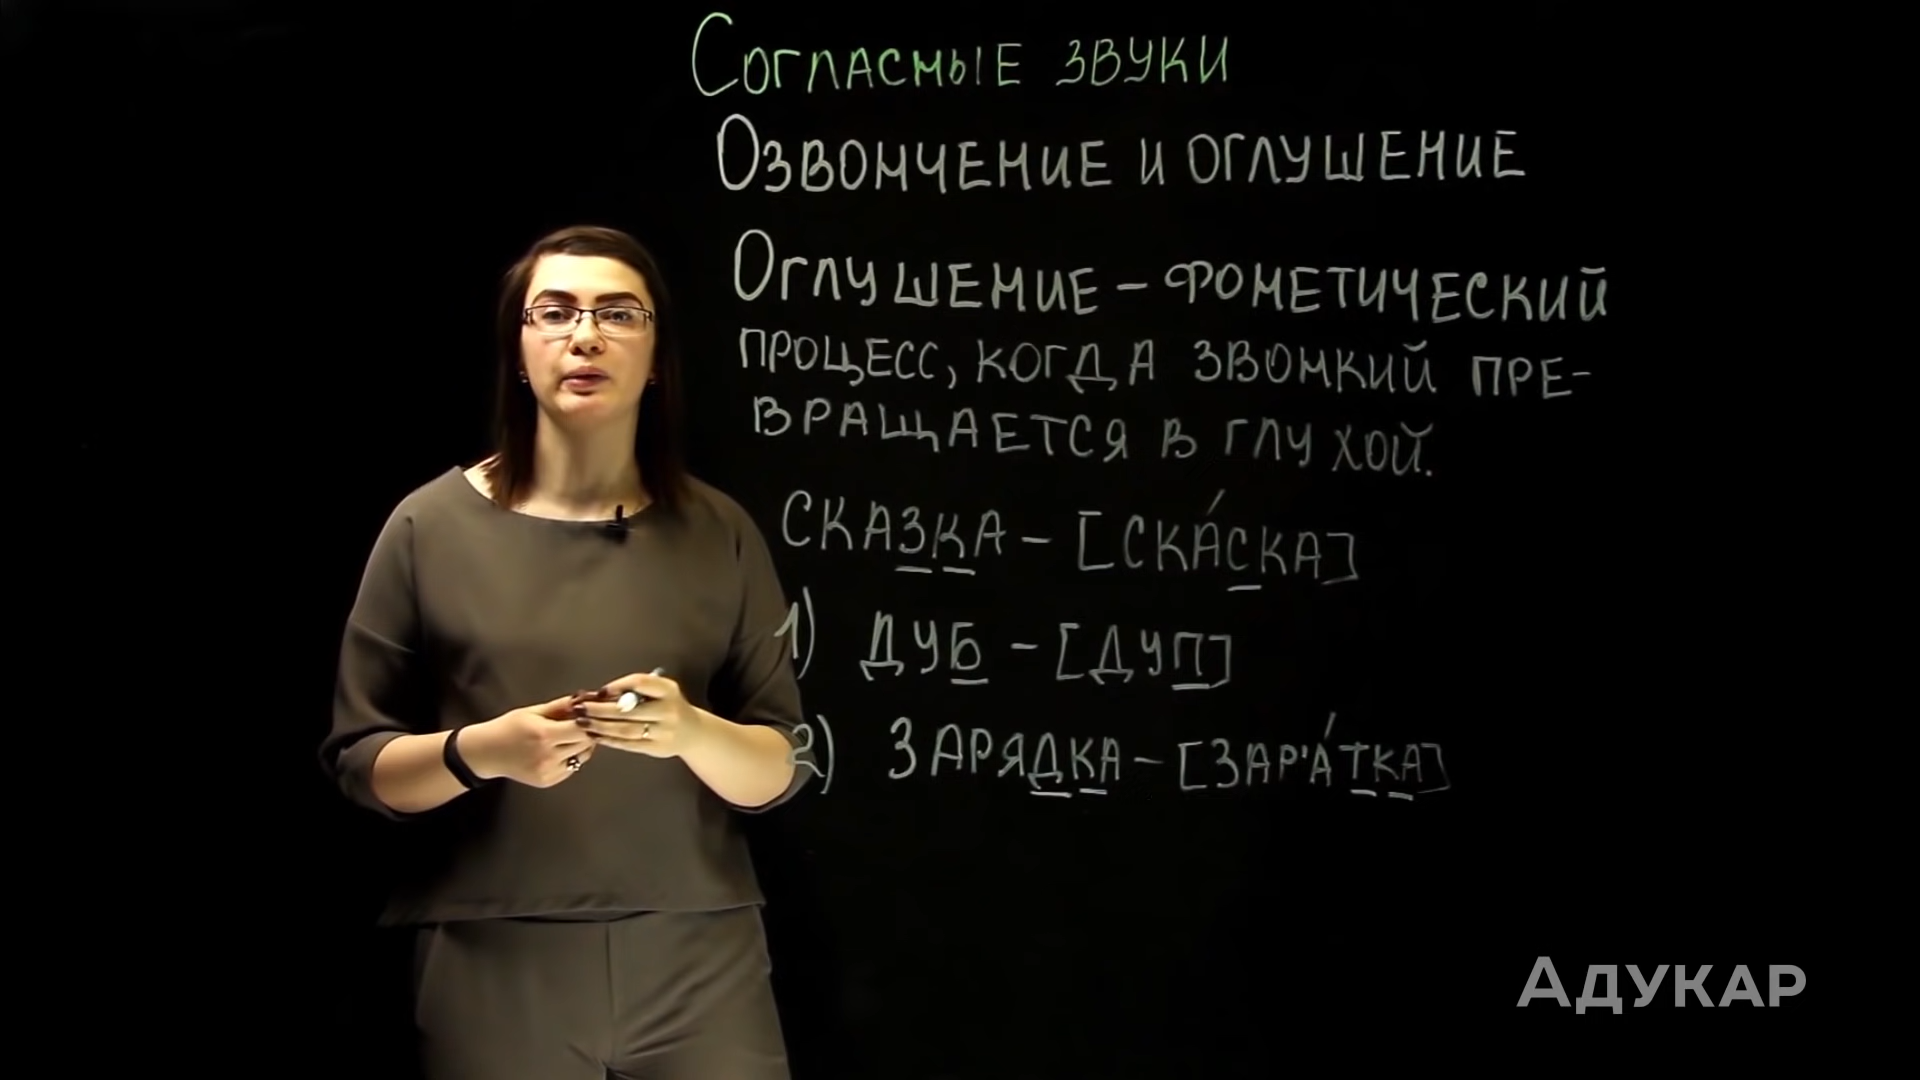 Согласные звуки
Озвончение и оглушение
Оглушение – фонетический
процесс, когда звонкий пре-
вращается в глухой.
сказка – [ска́ска]
1) дуб – [дуп]
2) зарядка – [зар'а́тка]
Адукар